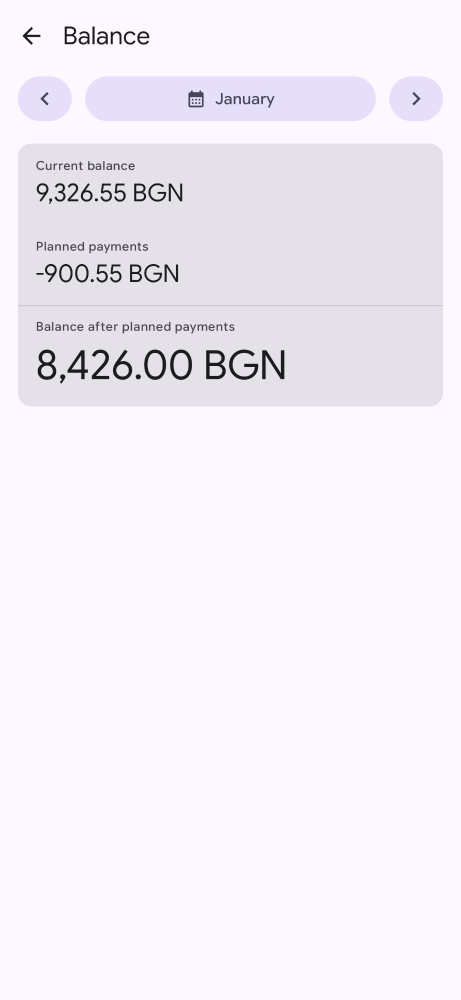 Balance
January
Current balance
9,326.55 BGN
Planned payments
-900.55 BGN
Balance after planned payments
8,426.00 BGN